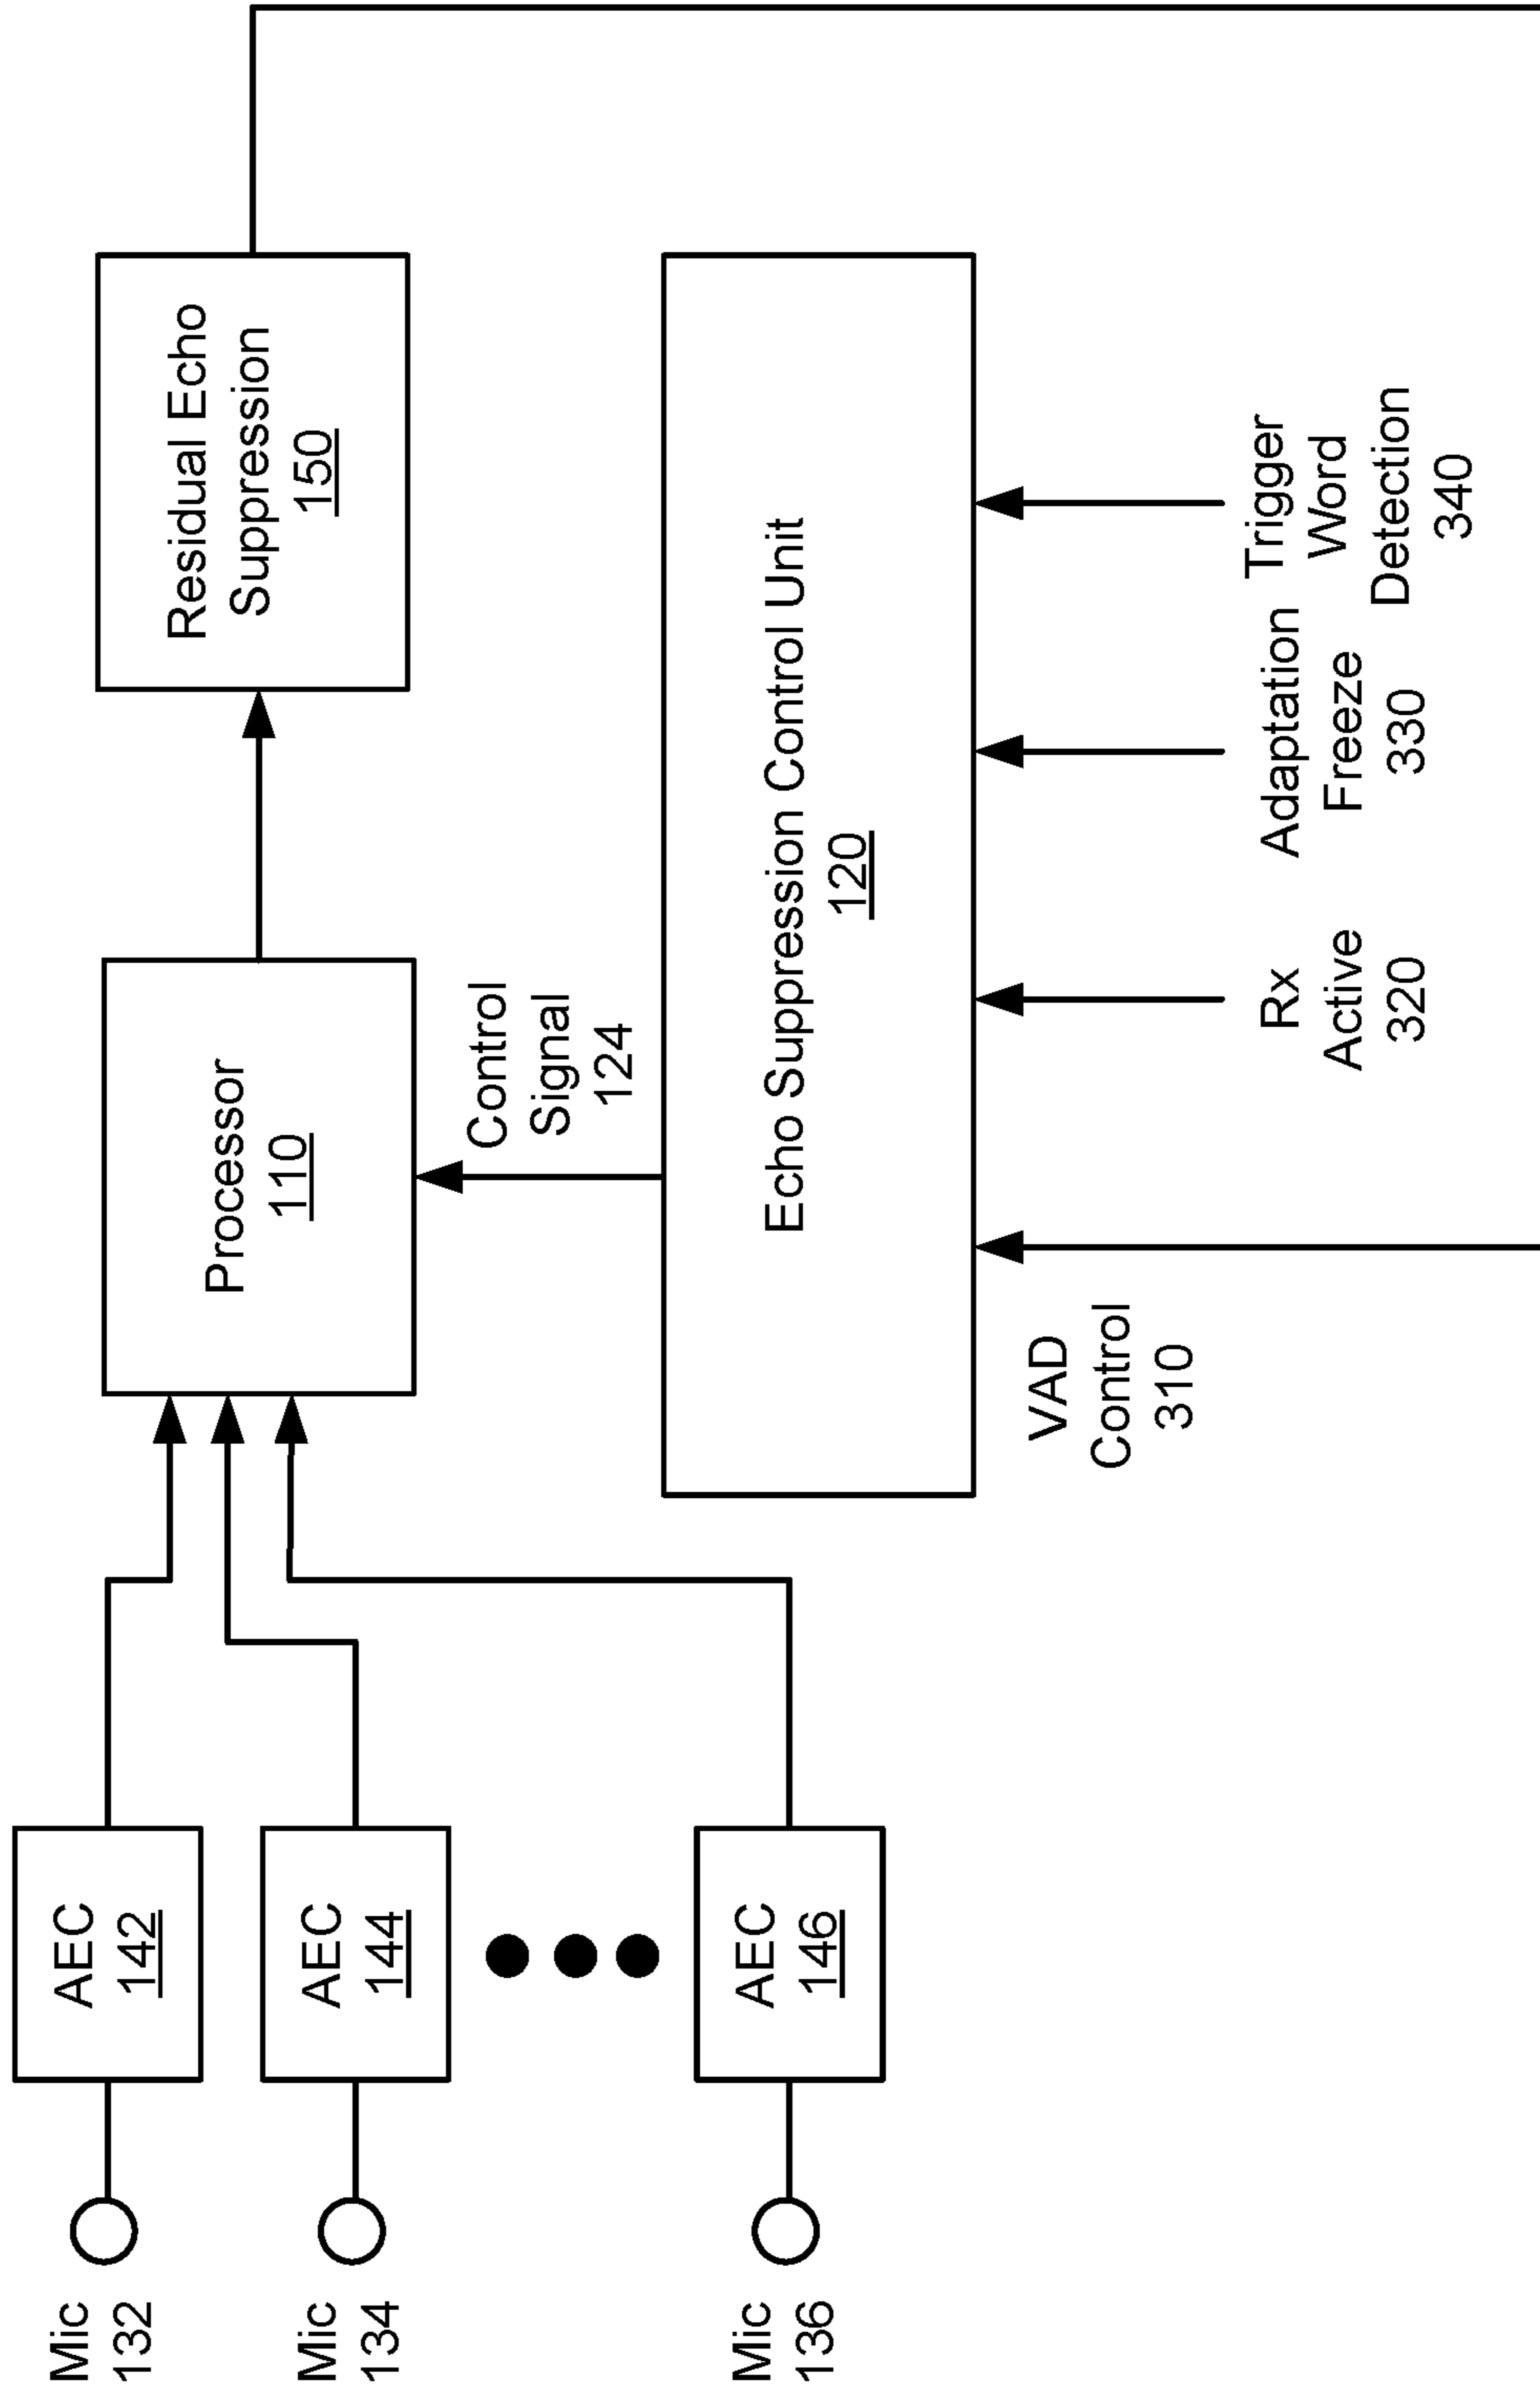 Mic
132
AEC
142
Mic
134
AEC
144
Mic
136
AEC
146
Processor
110
Residual Echo
Suppression
150
Control
Signal
124
Echo Suppression Control Unit
120
VAD
Control
310
Rx
Active
320
Adaptation
Freeze
330
Trigger
Word
Detection
340